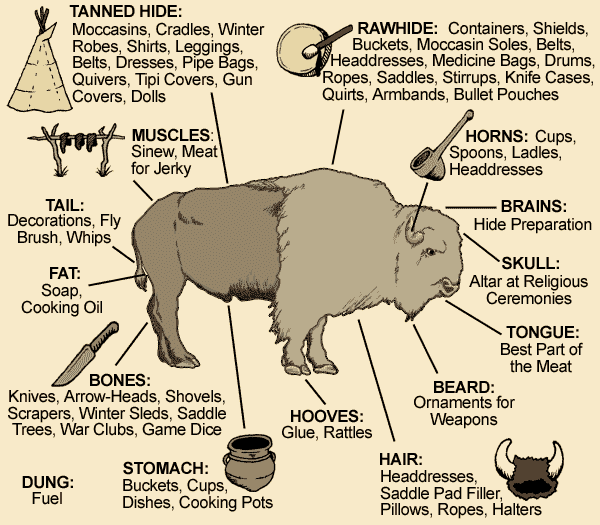 TANNED HIDE:
Moccasins, Cradles, Winter
Robes, Shirts, Leggings,
Belts, Dresses, Pipe Bags,
Quivers, Tipi Covers, Gun
Covers, Dolls
RAWHIDE: Containers, Shields,
Buckets, Moccasin Soles, Belts,
Headdresses, Medicine Bags, Drums,
Ropes, Saddles, Stirrups, Knife Cases,
Quirts, Armbands, Bullet Pouches
MUSCLES:
Sinew, Meat
for Jerky
HORNS: Cups,
Spoons, Ladles,
Headdresses
TAIL:
Decorations, Fly
Brush, Whips
BRAINS:
Hide Preparation
FAT:
Soap,
Cooking Oil
SKULL:
Altar at Religious
Ceremonies
TONGUE:
Best Part of
the Meat
BONES:
Knives, Arrow-Heads, Shovels,
Scrapers, Winter Sleds, Saddle
Trees, War Clubs, Game Dice
BEARD:
Ornaments for
Weapons
HOOVES:
Glue, Rattles
DUNG:
Fuel
STOMACH:
Buckets, Cups,
Dishes, Cooking Pots
HAIR:
Headdresses,
Saddle Pad Filler,
Pillows, Ropes, Halters